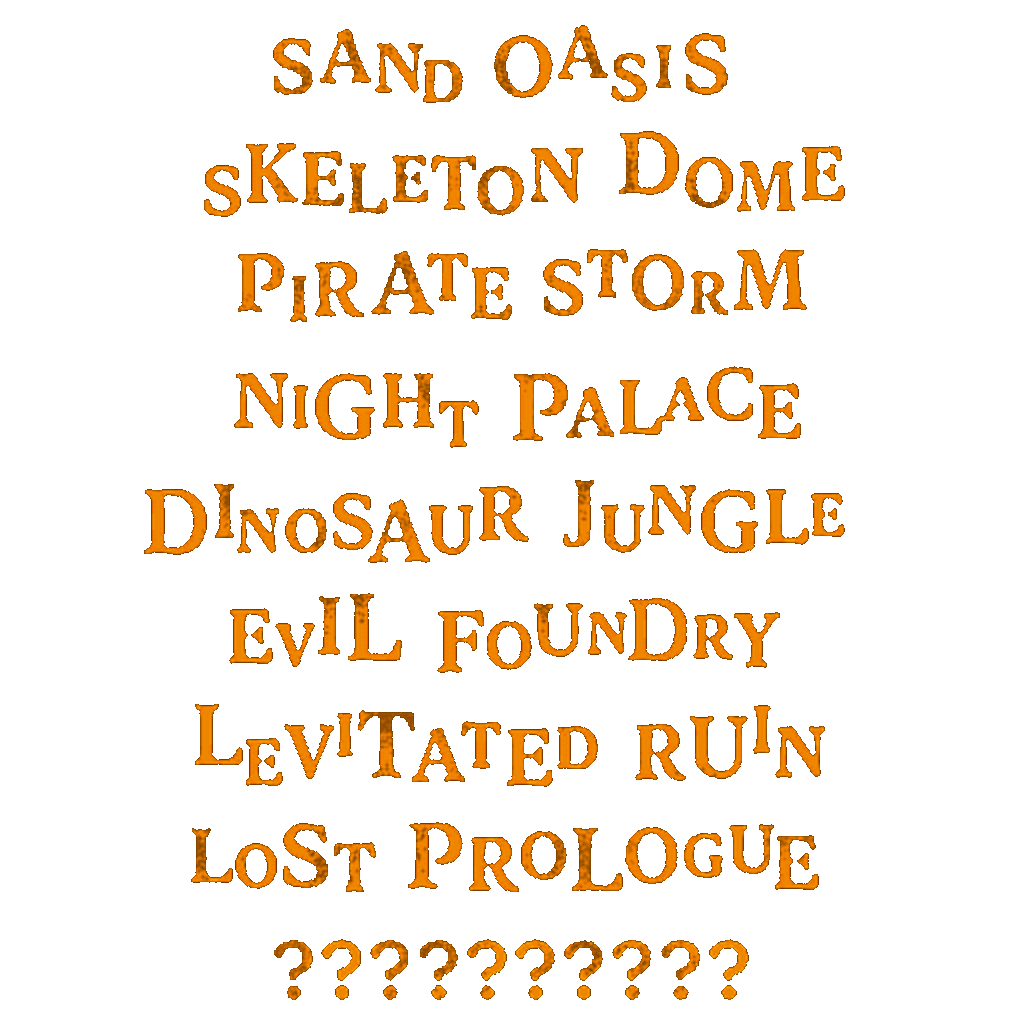 SAND OASIS
SKELETON DOME
PIRATE STORM
NIGHT PALACE
DINOSAUR JUNGLE
EVIL FOUNDRY
LEVITATED RUIN
LOST PROLOGUE
??????????